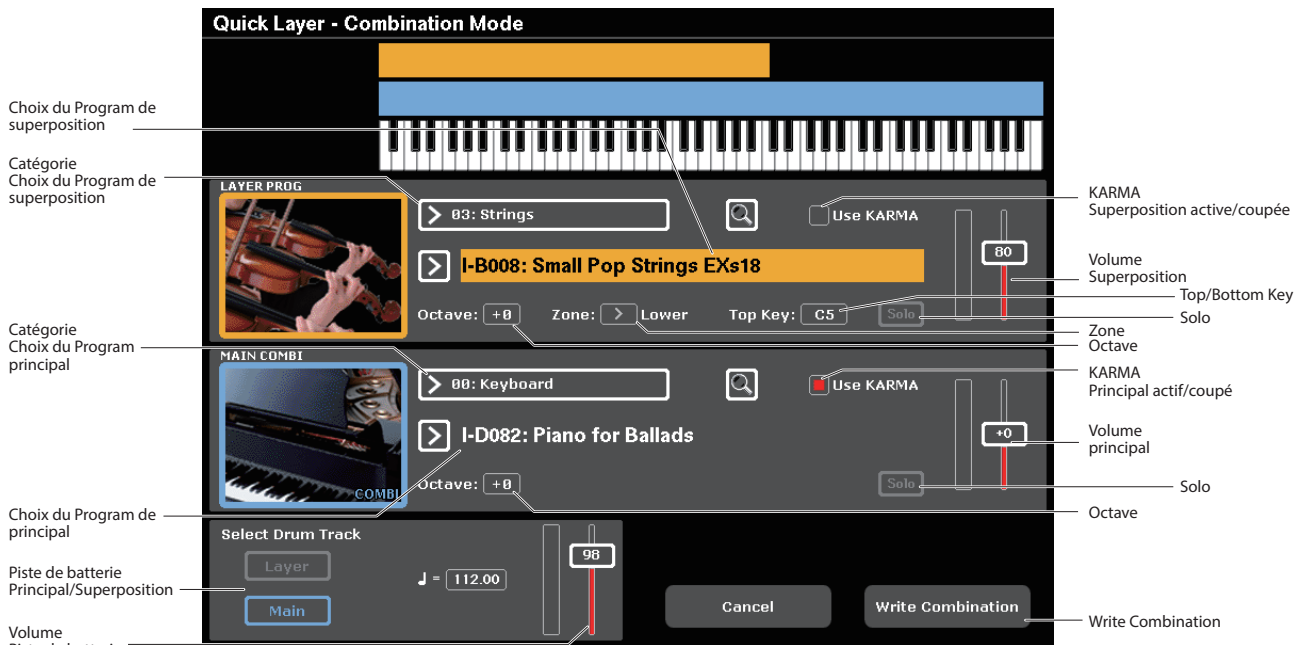 Quick Layer - Combination Mode
Choix du Program de
superposition
Catégorie
Choix du Program de
superposition
LAYER PROG
03: Strings
Use KARMA
KARMA
Superposition active/coupée
I-B008: Small Pop Strings EXs18
80
Volume
Superposition
Octave: +0 Zone: Lower Top Key: C5 Solo
Top/Bottom Key
Solo
Zone
Octave
Catégorie
Choix du Program
principal
MAIN COMBI
00: Keyboard
Use KARMA
KARMA
Principal actif/coupé
I-D082: Piano for Ballads
+0
Volume
principal
COMBI
Octave: +0
Solo
Solo
Octave
Choix du Program de
principal
Select Drum Track
Layer
Main
♩ = 112.00
98
Piste de batterie
Principal/Superposition
Cancel
Write Combination
Write Combination
Volume